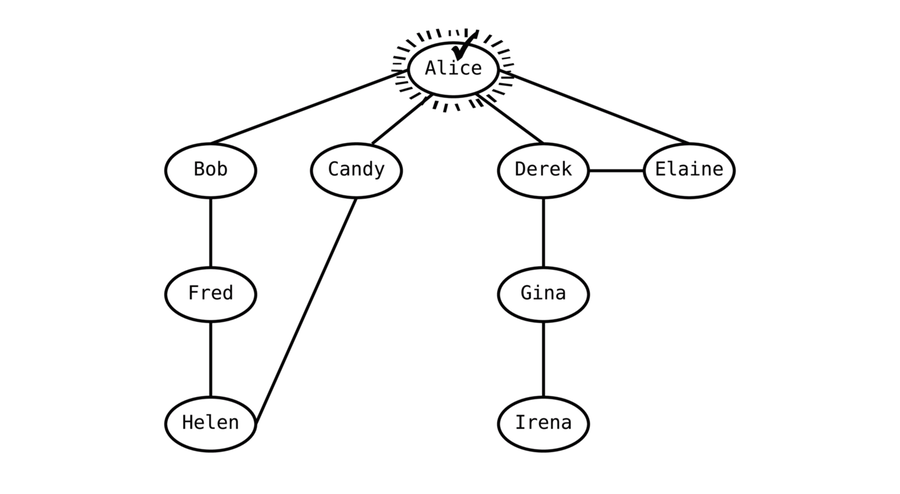 Alice
Bob
Candy
Derek
Elaine
Fred
Gina
Helen
Irena